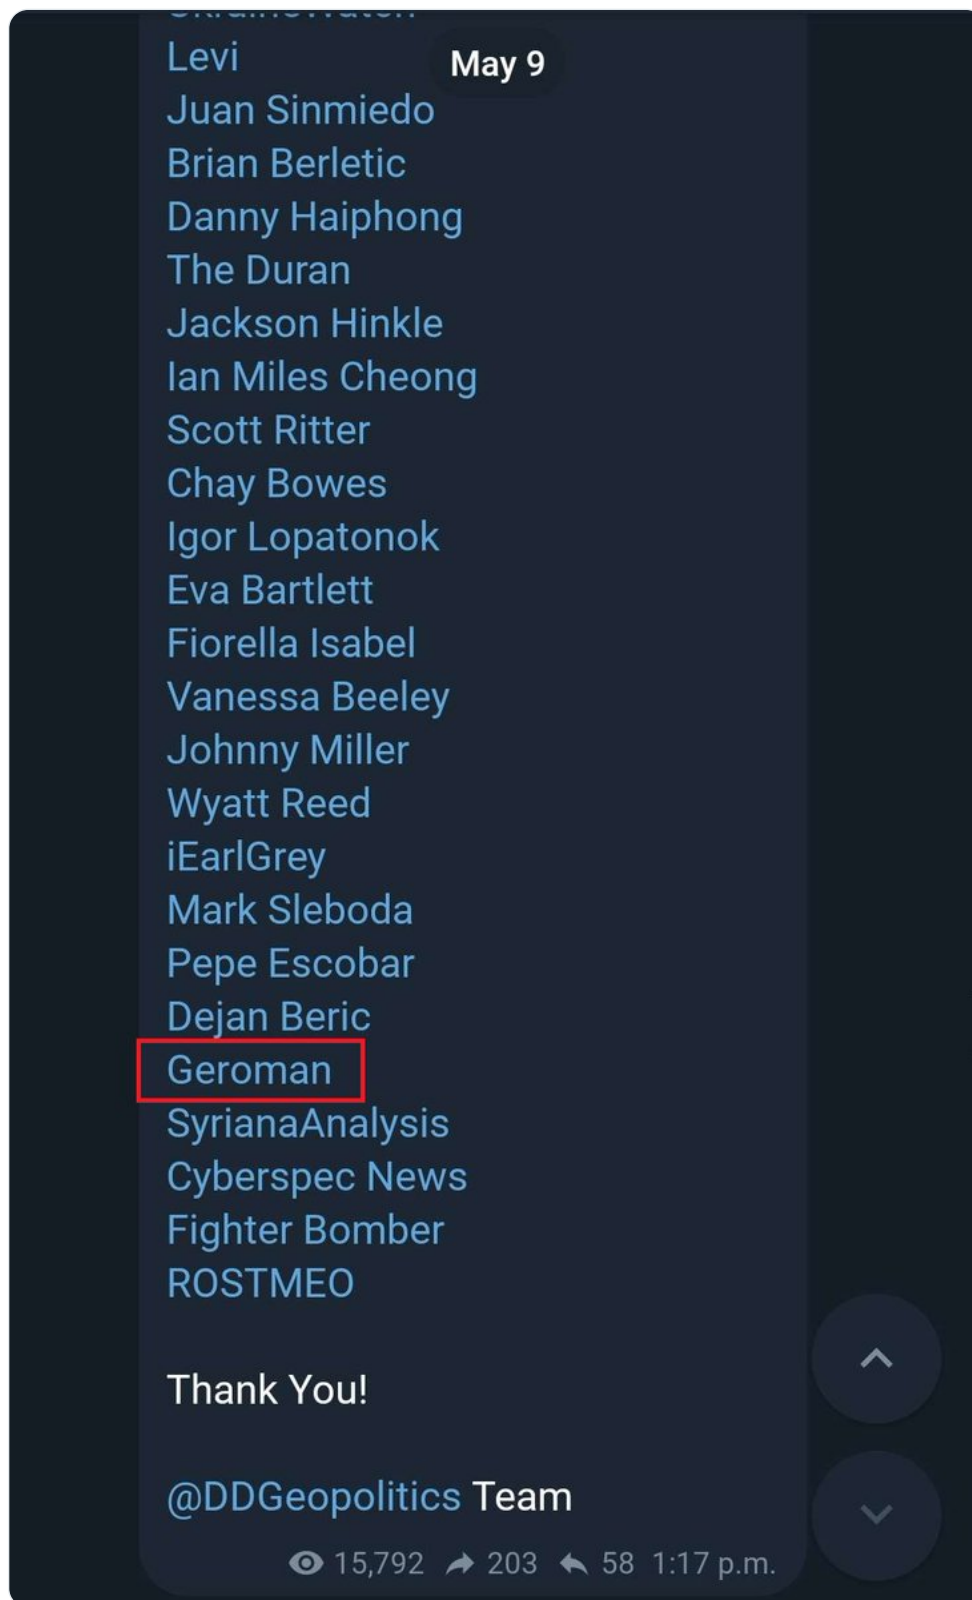 Levi
May 9
Juan Sinmiedo
Brian Berletic
Danny Haiphong
The Duran
Jackson Hinkle
Ian Miles Cheong
Scott Ritter
Chay Bowes
Igor Lopatonok
Eva Bartlett
Fiorella Isabel
Vanessa Beeley
Johnny Miller
Wyatt Reed
iEarlGrey
Mark Sleboda
Pepe Escobar
Dejan Beric
Geroman
SyrianaAnalysis
Cyberspec News
Fighter Bomber
ROSTMEO
Thank You!
@DDGeopolitics Team
15,792 203 58 1:17 p.m.